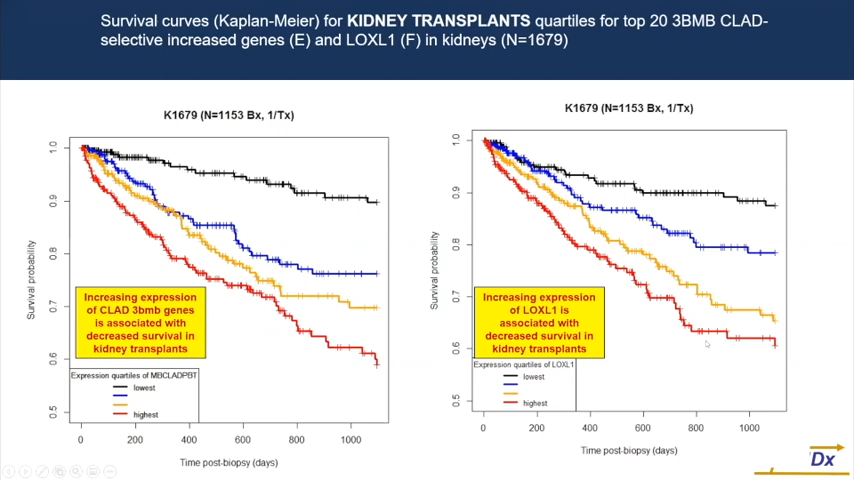 Survival curves (Kaplan-Meier) for KIDNEY TRANSPLANTS quartiles for top 20 3BMB CLAD-
selective increased genes (E) and LOXL1 (F) in kidneys (N=1679)
K1679 (N=1153 Bx, 1/Tx)
Survival probability
1.0
0.9
0.8
0.7
0.6
0.5
Increasing expression
of CLAD 3bmb genes
is associated with
decreased survival in
kidney transplants
Expression quartiles of MBCLADPBT
lowest
highest
0 200 400 600 800 1000
Time post-biopsy (days)
K1679 (N=1153 Bx, 1/Tx)
Survival probability
1.0
0.9
0.8
0.7
0.6
0.5
Increasing expression
of LOXL1 is
associated with
decreased survival in
kidney transplants
Expression quartiles of LOXL1
lowest
highest
0 200 400 600 800 1000
Time post-biopsy (days)
Dx